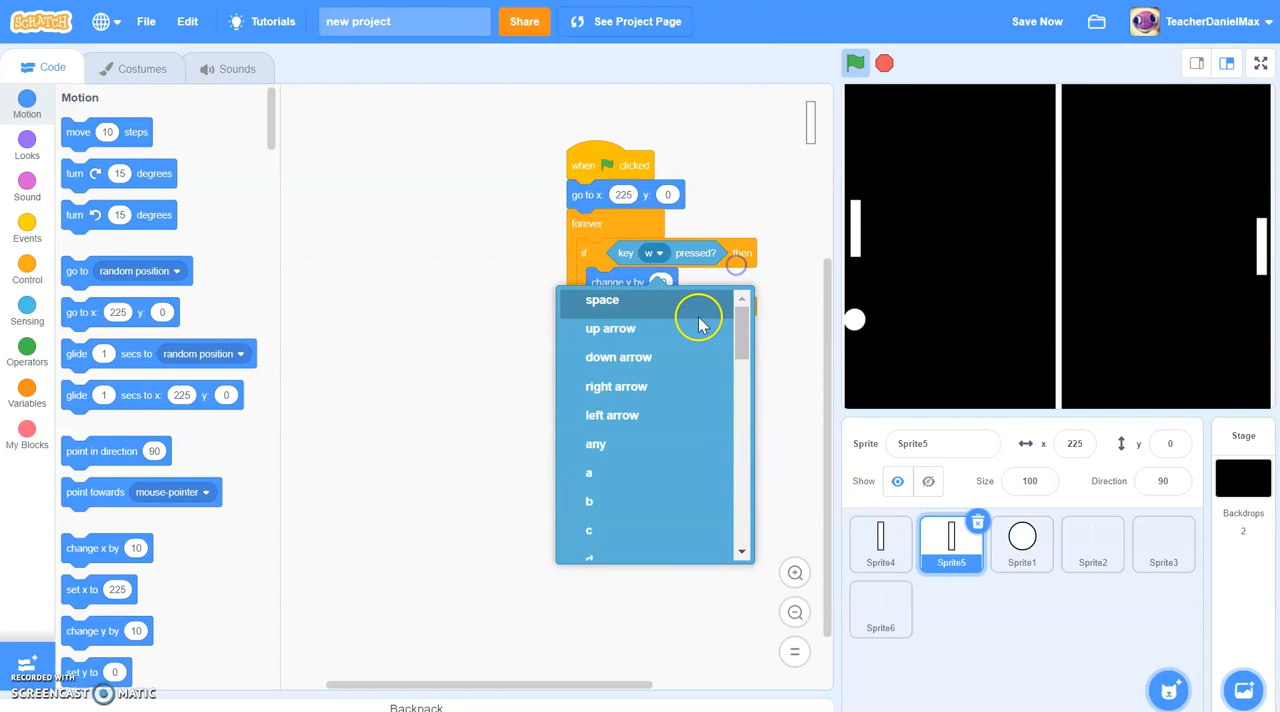 SCRATCH
File
Edit
Tutorials
new project
Share
See Project Page
Save Now
TeacherDanielMax
Code
Costumes
Sounds
Motion
Looks
Sound
Events
Control
Sensing
Operators
Variables
My Blocks
Motion
move 10 steps
turn 15 degrees
turn 15 degrees
go to random position
go to x: 225 y: 0
glide 1 secs to random position
glide 1 secs to x: 225 y: 0
point in direction 90
point towards mouse-pointer
change x by 10
set x to 225
change y by 10
set y to 0
when clicked
go to x: 225 y: 0
forever
if key w pressed? then
change y by
space
up arrow
down arrow
right arrow
left arrow
any
a
b
c
d
Sprite Sprite5 x 225 y 0
Show Size 100 Direction 90
Sprite4
Sprite5
Sprite1
Sprite2
Sprite3
Sprite6
Stage
Backdrops
2
RECORDED WITH
SCREENCAST MATIC
Backpack